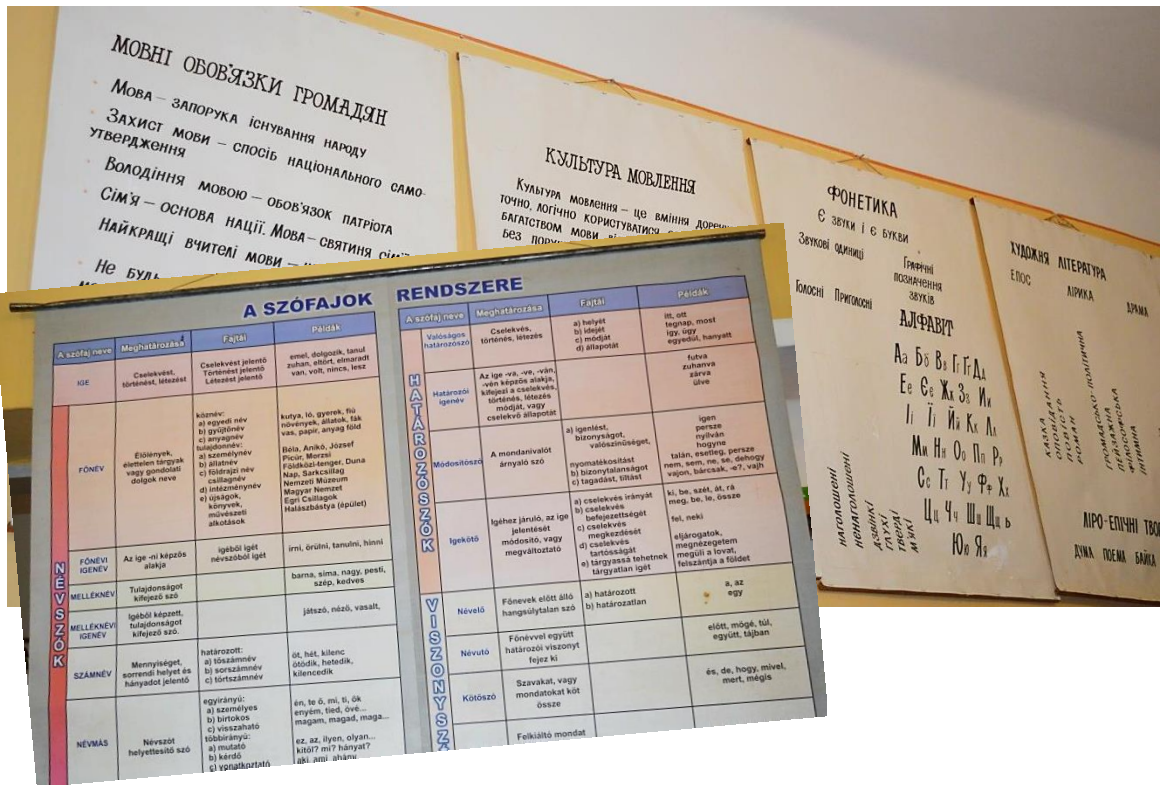 МОВНІ ОБОВ'ЯЗКИ ГРОМАДЯН
Мова – запорука існування народу
Захист мови – спосіб національного само-
утвердження
Володіння мовою – обов'язок патріота
Сім'я – основа нації. Мова – святиня сім'ї
Найкращі вчителі мови –
Не будь
КУЛЬТУРА МОВЛЕННЯ
Культура мовлення – це вміння
точно, логічно користуватися
багатством мови
без
ФОНЕТИКА
Є звуки і є букви
Звукові одиниці
Графічні
позначення
звуків
Голосні Приголосні
наголошені
ненаголошені
дзвінкі
глухі
тверді
м'які
АЛФАВІТ
Аа Бб Вв Гг Ґґ Дд
Ее Єє Жж Зз Ии
Іі Її Йй Кк Лл
Мм Нн Оо Пп Рр
Сс Тт Уу Фф Хх
Цц Чч Шш Щщ ь
Юю Яя
ХУДОЖНЯ ЛІТЕРАТУРА
ЕПОС ЛІРИКА ДРАМА
КАЗКА
ОПОВІДАННЯ
ПОВІСТЬ
РОМАН
ГРОМАДСЬКО-ПОЛІТИЧНА
ПЕЙЗАЖНА
ФІЛОСОФСЬКА
ІНТИМНА
ЛІРО-ЕПІЧНІ
ДУМА ПОЕМА БАЙКА
A SZÓFAJOK RENDSZERE
A szófaj neve Meghatározása Fajtái Példák
IGE
Cselekvést,
történést, létezést
Cselekvést jelentő
Történést jelentő
Létezést jelentő
emel, dolgozik, tanul
zuhan, eltört, elmaradt
van, volt, nincs, lesz
NÉVSZÓK
FŐNÉV
Élőlények,
élettelen tárgyak
vagy gondolati
dolgok neve
köznév:
a) egyedi név
b) gyűjtőnév
c) anyagnév
tulajdonnév:
a) személynév
b) állatnév
c) földrajzi név
csillagnév
d) intézménynév
e) újságok,
könyvek,
művészeti
alkotások
kutya, ló, gyerek, fiú
növények, állatok, fák
vas, papír, anyag föld
Béla, Anikó, József
Picúr, Morzsi
Földközi-tenger, Duna
Nap, Sarkcsillag
Nemzeti Múzeum
Magyar Nemzet
Egri Csillagok
Halászbástya (épület)
FŐNÉVI
IGENÉV
Az ige -ni képzős
alakja
igéből igét
névszóból igét
írni, örülni, tanulni, hinni
MELLÉKNÉV
Tulajdonságot
kifejező szó
barna, sima, nagy, pesti,
szép, kedves
MELLÉKNÉVI
IGENÉV
Igéből képzett,
tulajdonságot
kifejező szó.
játszó, néző, vasalt,
SZÁMNÉV
Mennyiséget,
sorrendi helyet és
hányadot jelentő
határozott:
a) tőszámnév
b) sorszámnév
c) törtszámnév
öt, hét, kilenc
ötödik, hetedik,
kilencedik
NÉVMÁS
Névszót
helyettesítő szó
egyirányú:
a) személyes
b) birtokos
c) visszaható
többirányú:
a) mutató
b) kérdő
c) vonatkoztató
én, te ő, mi, ti, ők
enyém, tied, övé...
magam, magad, maga...
ez, az, ilyen, olyan...
kitől? mi? hányat?
aki, ami, ahány
A szófaj neve Meghatározása Fajtái Példák
HATÁROZÓSZÓK
Valóságos
határozószó
Cselekvés,
történés, létezés
a) helyét
b) idejét
c) módját
d) állapotát
itt, ott
tegnap, most
így, úgy
egyedül, hanyatt
Határozói
igenév
Az ige -va, -ve, -ván,
-vén képzős alakja,
kifejezi a cselekvés,
történés, létezés
módját, vagy
cselekvő állapotát
futva
zuhanva
zárva
ülve
Módosítószó
A mondanivalót
árnyaló szó
a) igenlést,
bizonyságot,
valószínűséget,
nyomatékosítást
b) bizonytalanságot
c) tagadást, tiltást
igen
persze
nyilván
hogyne
talán, esetleg, persze
nem, sem, ne, se, dehogy
vajon, bárcsak, -e?, vajh
Igekötő
Igéhez járuló, az ige
jelentését
módosító, vagy
megváltoztató
a) cselekvés irányát
b) cselekvés
befejezettségét
c) cselekvés
megkezdését
d) cselekvés
tartósságát
e) tárgyassá tehetnek
tárgyatlan igét
ki, be, szét, át, rá
meg, be, le, össze
fel, neki
eljárogatok,
megnézegetem
megüli a lovat,
felszántja a földet
VISZONYSZ
Névelő
Főnevek előtt álló
hangsúlytalan szó
a) határozott
b) határozatlan
a, az
egy
Névutó
Főnévvel együtt
határozói viszonyt
fejez ki
előtt, mögé, túl,
együtt, tájban
Kötőszó
Szavakat, vagy
mondatokat köt
össze
és, de, hogy, mivel,
mert, mégis
Felkiáltó mondat